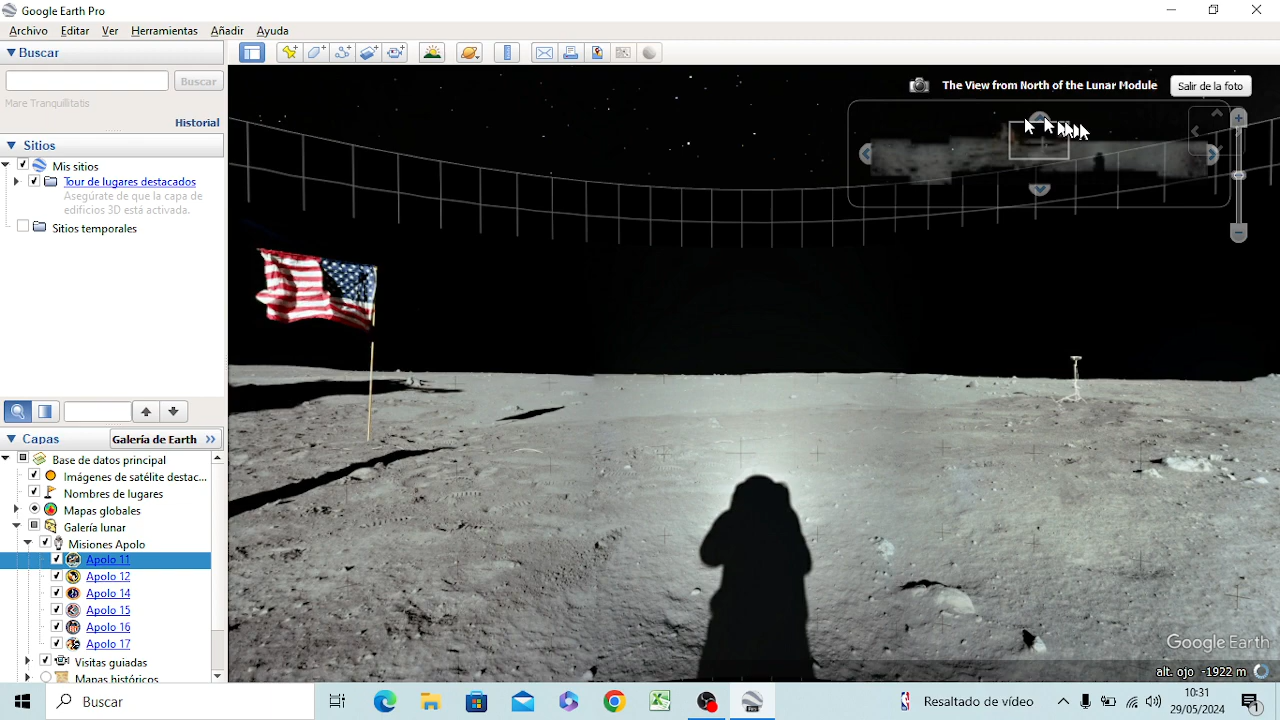 Google Earth Pro
Archivo Editar Ver Herramientas Añadir Ayuda
Buscar
Buscar
Mare Tranquillitatis
Historial
Sitios
Mis sitios
Tour de lugares destacados
Asegúrate de que la capa de
edificios 3D está activada.
Sitios temporales
Capas
Galería de Earth >>
Base de datos principal
Imágenes de satélite destac...
Nombres de lugares
Mapas globales
Galería lunar
Misiones Apolo
Apolo 11
Apolo 12
Apolo 14
Apolo 15
Apolo 16
Apolo 17
Visitas guiadas
Mapas históricos
The View from North of the Lunar Module
Salir de la foto
Google Earth
alt. ojo -1922 m
Buscar
Resaltado de vídeo
10:31
29/05/2024
1